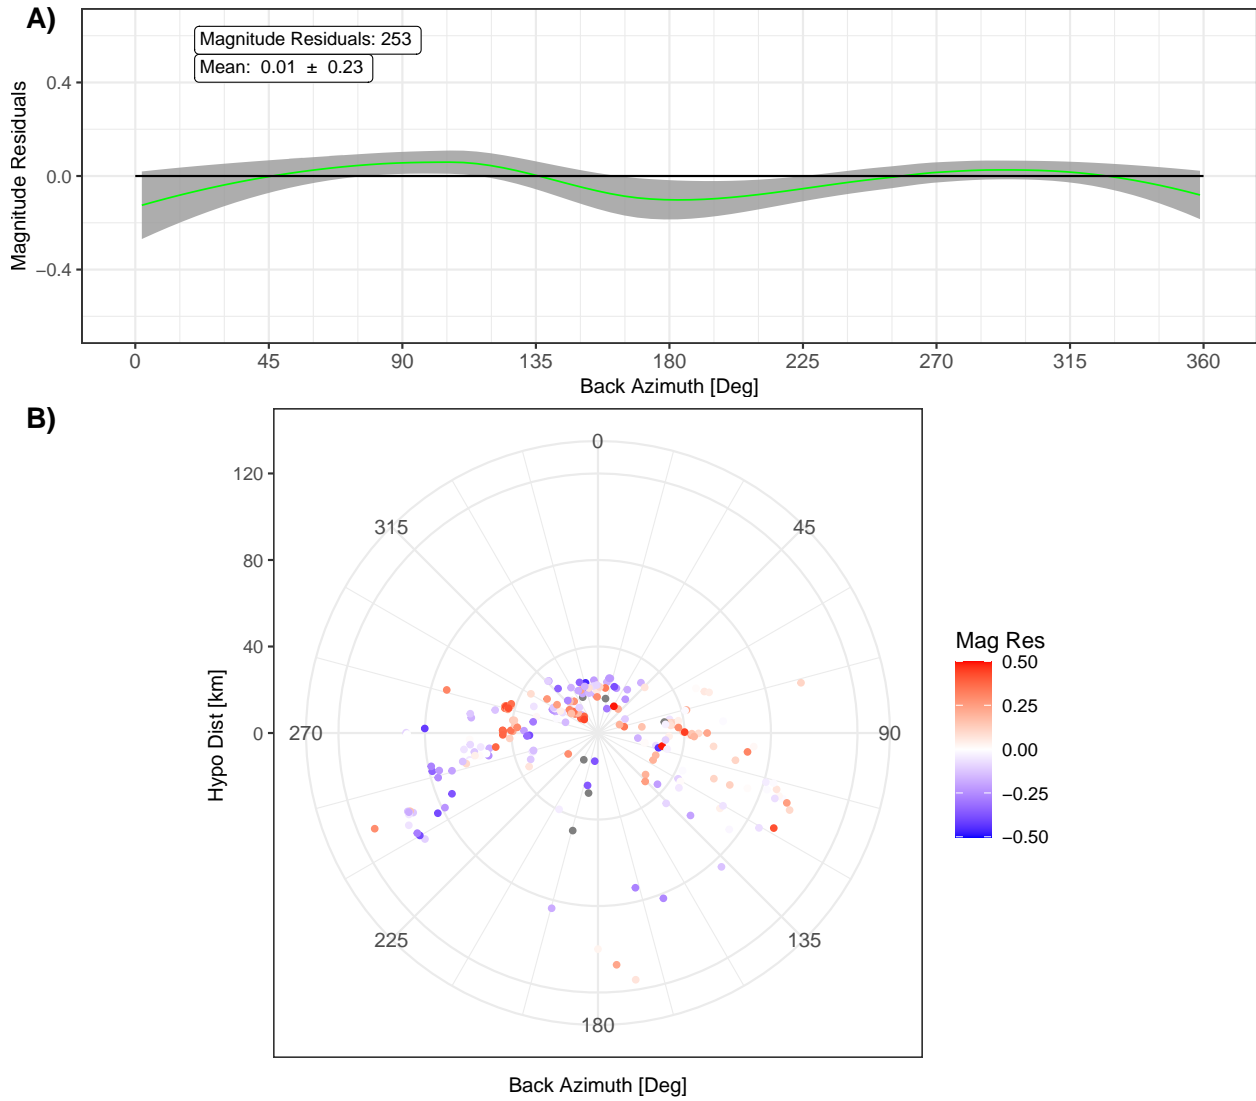 A)
Magnitude Residuals: 253
Mean:  0.01  ±  0.23
Magnitude Residuals
0.4
0.0
−0.4
0 45 90 135 180 225 270 315 360
Back Azimuth [Deg]
B)
Hypo Dist [km]
120
80
40
0
0
45
90
135
180
225
270
315
Back Azimuth [Deg]
Mag Res
0.50
0.25
0.00
−0.25
−0.50